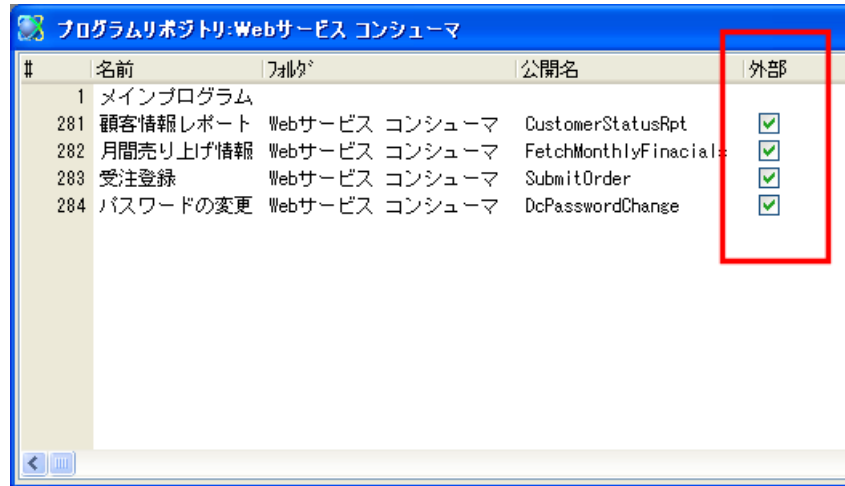 プログラムリポジトリ:Webサービス コンシューマ
# 名前 フォルダ 公開名 外部
1 メインプログラム
281 顧客情報レポート Webサービス コンシューマ CustomerStatusRpt
282 月間売り上げ情報 Webサービス コンシューマ FetchMonthlyFinacial=
283 受注登録 Webサービス コンシューマ SubmitOrder
284 パスワードの変更 Webサービス コンシューマ DcPasswordChange